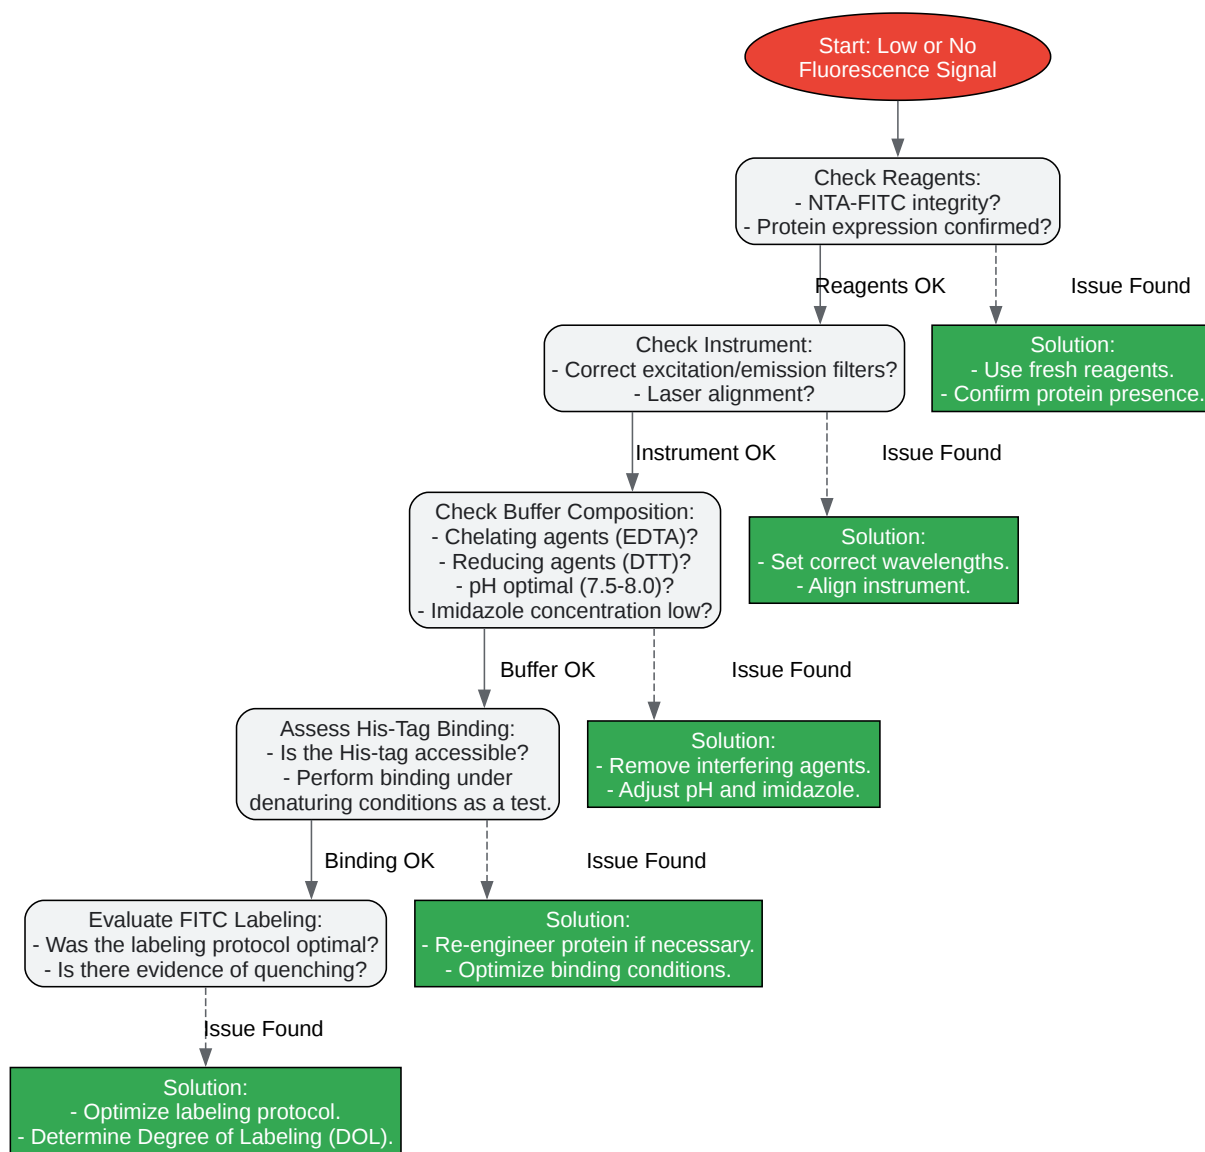 Start: Low or No
Fluorescence Signal
Check Reagents:
- NTA-FITC integrity?
- Protein expression confirmed?
Reagents OK
Issue Found
Check Instrument:
- Correct excitation/emission filters?
- Laser alignment?
Solution:
- Use fresh reagents.
- Confirm protein presence.
Instrument OK
Issue Found
Check Buffer Composition:
- Chelating agents (EDTA)?
- Reducing agents (DTT)?
- pH optimal (7.5-8.0)?
- Imidazole concentration low?
Solution:
- Set correct wavelengths.
- Align instrument.
Buffer OK
Issue Found
Assess His-Tag Binding:
- Is the His-tag accessible?
- Perform binding under
denaturing conditions as a test.
Solution:
- Remove interfering agents.
- Adjust pH and imidazole.
Binding OK
Issue Found
Evaluate FITC Labeling:
- Was the labeling protocol optimal?
- Is there evidence of quenching?
Solution:
- Re-engineer protein if necessary.
- Optimize binding conditions.
Issue Found
Solution:
- Optimize labeling protocol.
- Determine Degree of Labeling (DOL).